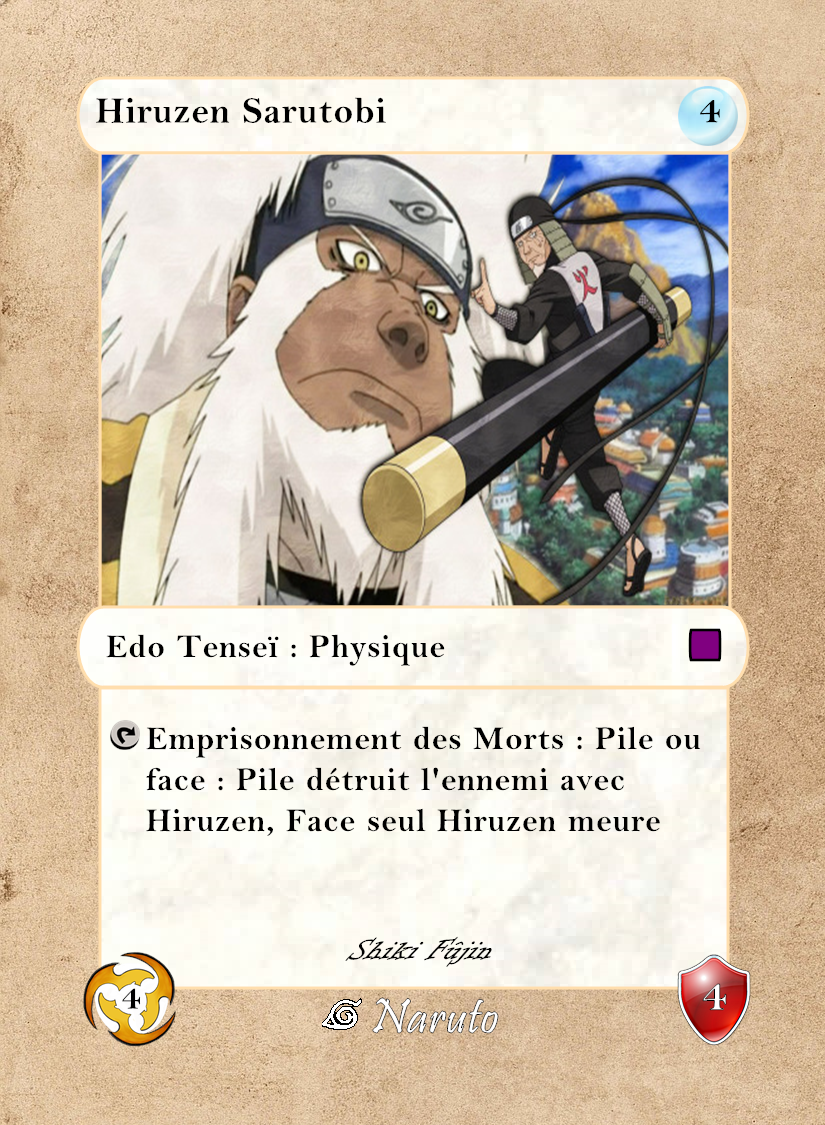 Hiruzen Sarutobi
4
火
Edo Tenseï : Physique
Emprisonnement des Morts : Pile ou
face : Pile détruit l'ennemi avec
Hiruzen, Face seul Hiruzen meure
Shiki Fûjin
4
Naruto
4